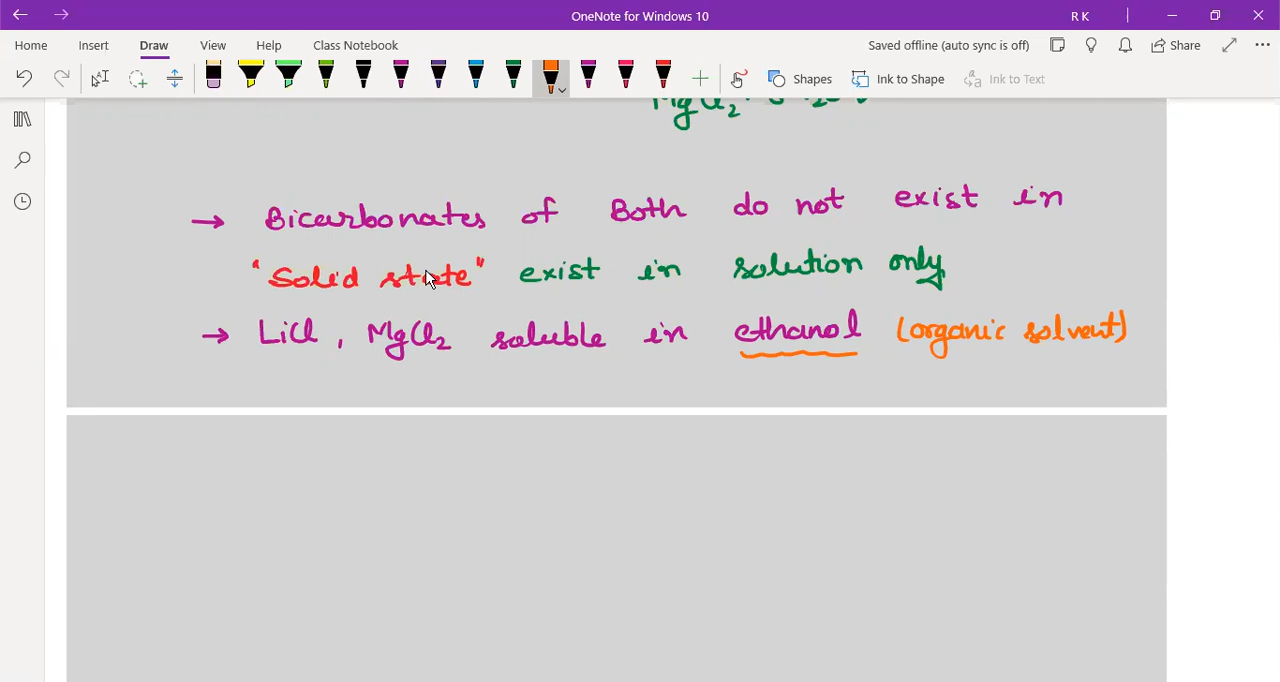 OneNote for Windows 10
R K
Home Insert Draw View Help Class Notebook
Saved offline (auto sync is off) Share
Shapes Ink to Shape Ink to Text
MgCl2.
→ Bicarbonates of Both do not exist in
"Solid state" exist in solution only
→ LiCl, MgCl2 soluble in ethanol (organic solvent)